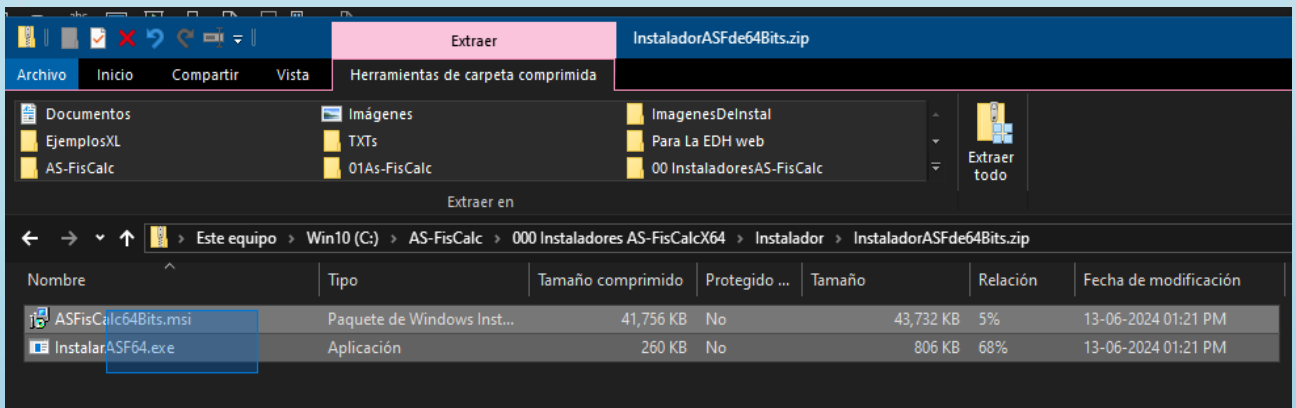 Extraer InstaladorASFde64Bits.zip
Archivo Inicio Compartir Vista Herramientas de carpeta comprimida
Documentos Imágenes ImagenesDeInstal
EjemplosXL TXTs Para La EDH web
AS-FisCalc 01As-FisCalc 00 InstaladoresAS-FisCalc
Extraer
todo
Extraer en
Este equipo > Win10 (C:) > AS-FisCalc > 000 Instaladores AS-FisCalcX64 > Instalador > InstaladorASFde64Bits.zip
Nombre Tipo Tamaño comprimido Protegido ... Tamaño Relación Fecha de modificación
ASFisCalc64Bits.msi Paquete de Windows Inst... 41,756 KB No 43,732 KB 5% 13-06-2024 01:21 PM
InstalarASF64.exe Aplicación 260 KB No 806 KB 68% 13-06-2024 01:21 PM